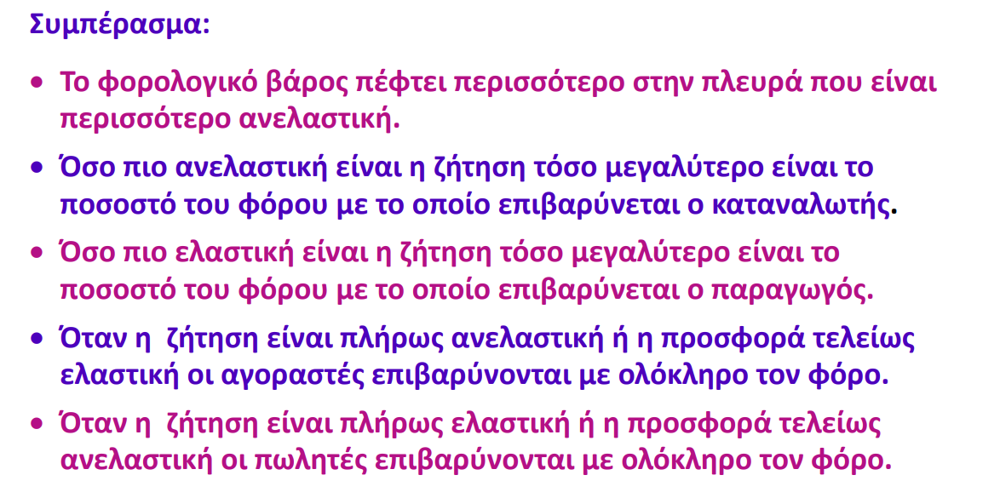 Συμπέρασμα:
• Το φορολογικό βάρος πέφτει περισσότερο στην πλευρά που είναι
περισσότερο ανελαστική.
• Όσο πιο ανελαστική είναι η ζήτηση τόσο μεγαλύτερο είναι το
ποσοστό του φόρου με το οποίο επιβαρύνεται ο καταναλωτής.
• Όσο πιο ελαστική είναι η ζήτηση τόσο μεγαλύτερο είναι το
ποσοστό του φόρου με το οποίο επιβαρύνεται ο παραγωγός.
• Όταν η  ζήτηση είναι πλήρως ανελαστική ή η προσφορά τελείως
ελαστική οι αγοραστές επιβαρύνονται με ολόκληρο τον φόρο.
• Όταν η  ζήτηση είναι πλήρως ελαστική ή η προσφορά τελείως
ανελαστική οι πωλητές επιβαρύνονται με ολόκληρο τον φόρο.